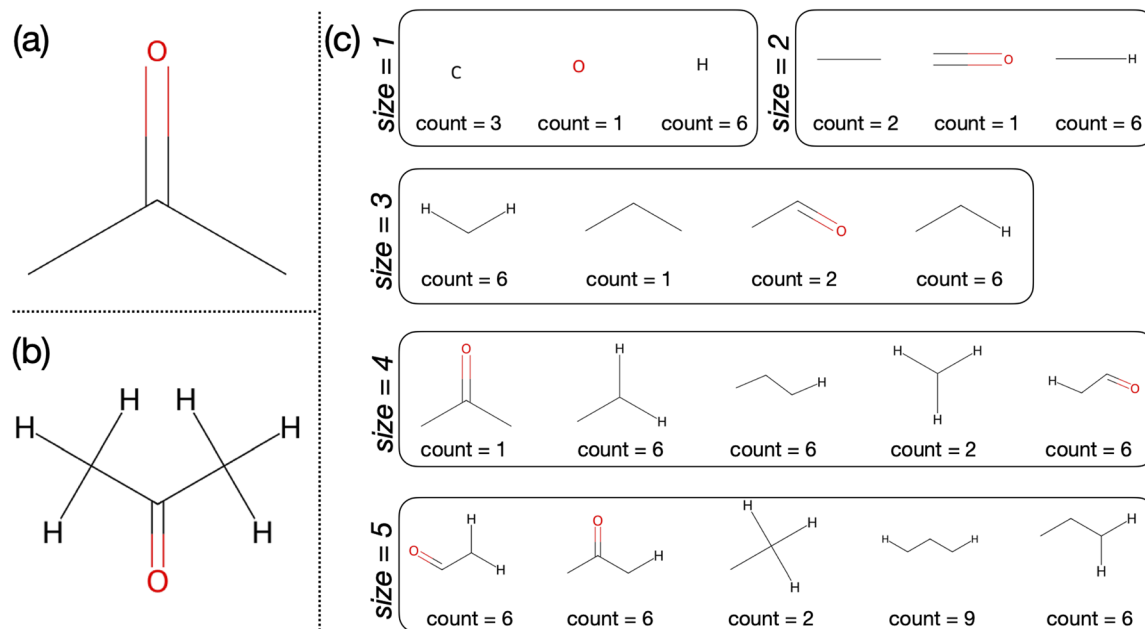 (a)
O
(b)
H H H H
H H
O
(c)
size = 1
C O H
count = 3 count = 1 count = 6
size = 2
O H
count = 2 count = 1 count = 6
size = 3
H H O H
count = 6 count = 1 count = 2 count = 6
size = 4
O H H H H H H O
count = 1 count = 6 count = 6 count = 2 count = 6
size = 5
O H H O H H H H H H H H
count = 6 count = 6 count = 2 count = 9 count = 6